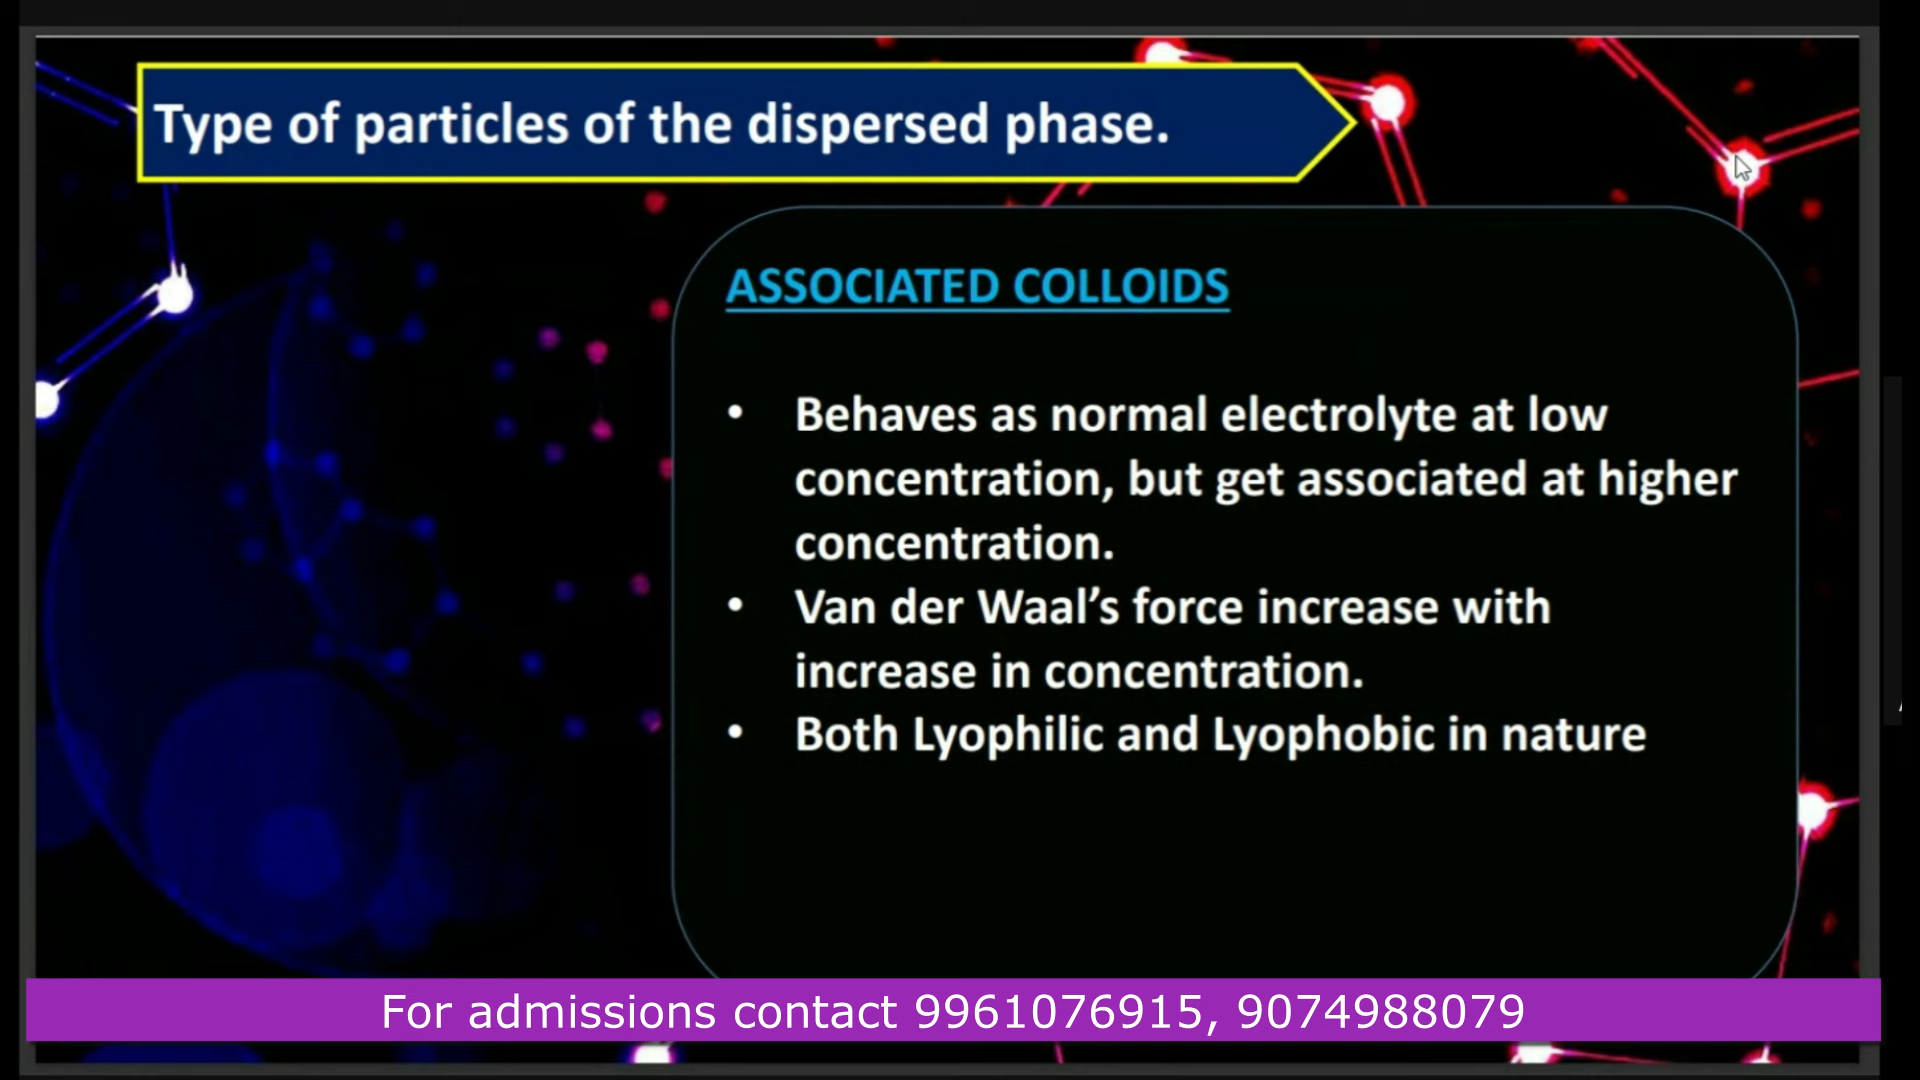 Type of particles of the dispersed phase.
ASSOCIATED COLLOIDS
• Behaves as normal electrolyte at low
concentration, but get associated at higher
concentration.
• Van der Waal’s force increase with
increase in concentration.
• Both Lyophilic and Lyophobic in nature
For admissions contact 9961076915, 9074988079